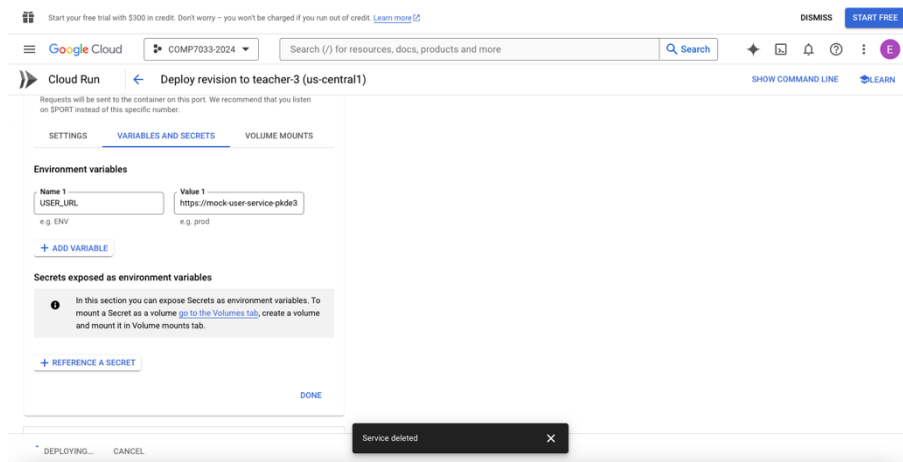 Start your free trial with $300 in credit. Don't worry – you won't be charged if you run out of credit. Learn more
DISMISS
START FREE
Google Cloud
COMP7033-2024
Search (/) for resources, docs, products and more
Search
E
Cloud Run
Deploy revision to teacher-3 (us-central1)
SHOW COMMAND LINE
LEARN
Requests will be sent to the container on this port. We recommend that you listen
on $PORT instead of this specific number.
SETTINGS
VARIABLES AND SECRETS
VOLUME MOUNTS
Environment variables
Name 1
Value 1
USER_URL
https://mock-user-service-pkde3
e.g. ENV
e.g. prod
+ ADD VARIABLE
Secrets exposed as environment variables
In this section you can expose Secrets as environment variables. To
mount a Secret as a volume go to the Volumes tab, create a volume
and mount it in Volume mounts tab.
+ REFERENCE A SECRET
DONE
Service deleted
DEPLOYING...
CANCEL